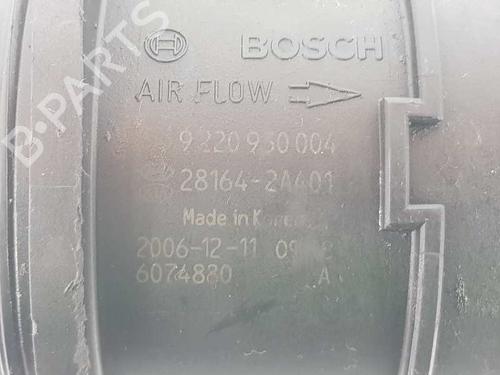 BOSCH
AIR FLOW
9 220 930 004
28164-2A401
Made in Korea
2006-12-11
6074880 A
B-PARTS